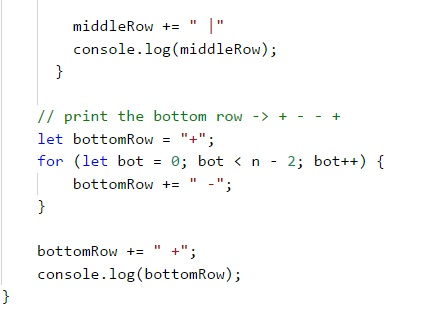 middleRow += " |"
console.log(middleRow);
}
// print the bottom row -> + - - +
let bottomRow = "+";
for (let bot = 0; bot < n - 2; bot++) {
bottomRow += " -";
}
bottomRow += " +";
console.log(bottomRow);
}